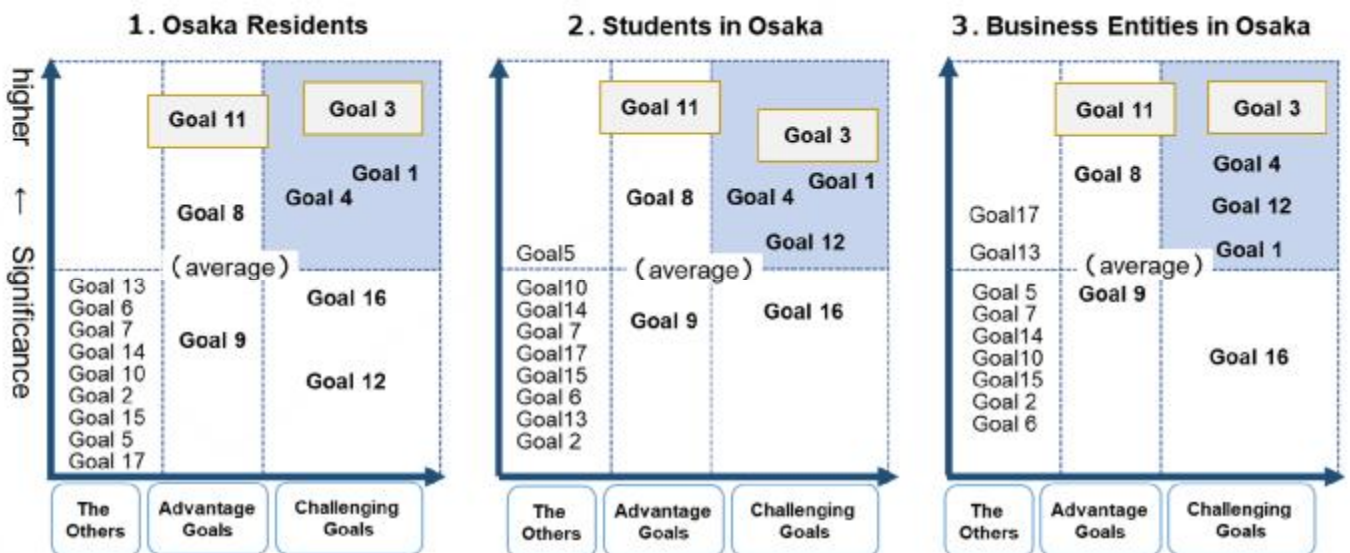 1. Osaka Residents
higher ← Significance
Goal 11
Goal 3
Goal 1
Goal 4
Goal 8
(average)
Goal 13
Goal 6
Goal 7
Goal 14
Goal 10
Goal 2
Goal 15
Goal 5
Goal 17
Goal 9
Goal 16
Goal 12
The Others
Advantage Goals
Challenging Goals
2. Students in Osaka
Goal 11
Goal 3
Goal 1
Goal 4
Goal 8
Goal 12
Goal5
(average)
Goal10
Goal14
Goal 7
Goal17
Goal15
Goal 6
Goal13
Goal 2
Goal 9
Goal 16
The Others
Advantage Goals
Challenging Goals
3. Business Entities in Osaka
Goal 11
Goal 3
Goal 4
Goal 8
Goal 12
Goal17
Goal13
Goal 1
(average)
Goal 5
Goal 7
Goal14
Goal10
Goal15
Goal 2
Goal 6
Goal 9
Goal 16
The Others
Advantage Goals
Challenging Goals